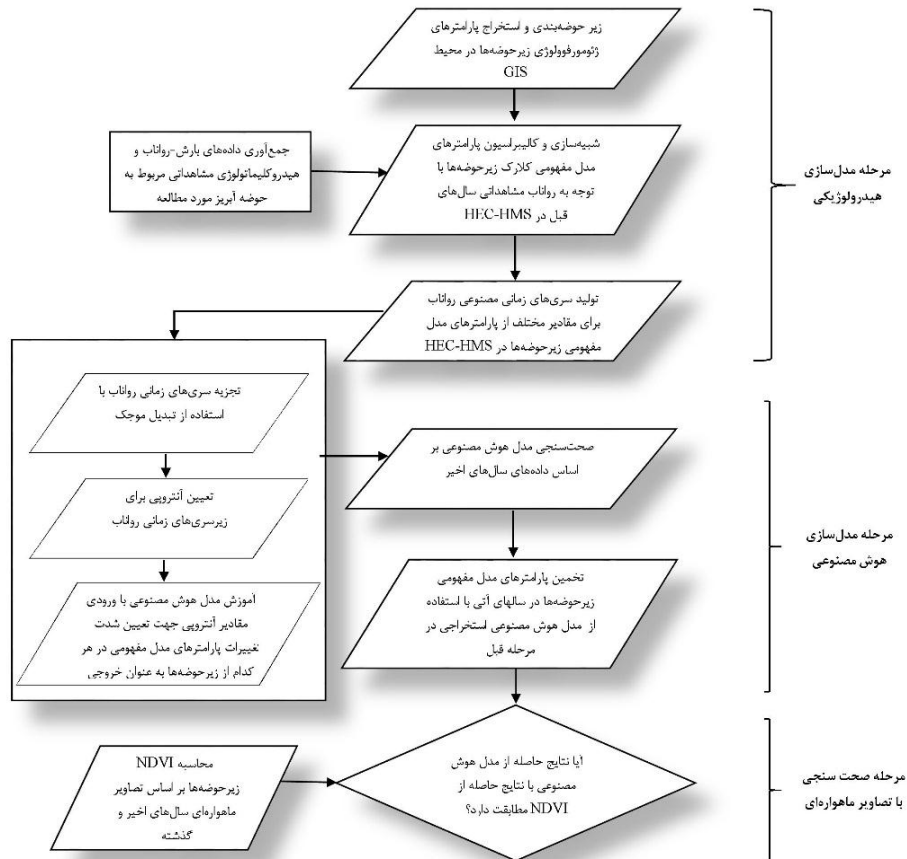 زیر حوضه‌بندی و استخراج پارامترهای
ژئومورفوولوژی زیرحوضه‌ها در محیط
GIS
جمع‌آوری داده‌های بارش-رواناب و
هیدروکلیماتولوژی مشاهداتی مربوط به
حوضه آبریز مورد مطالعه
شبیه‌سازی و کالیبراسیون پارامترهای
مدل مفهومی کلارک زیرحوضه‌ها با
توجه به رواناب مشاهداتی سال‌های
قبل در HEC-HMS
مرحله مدل‌سازی
هیدرولوژیکی
تولید سری‌های زمانی مصنوعی رواناب
برای مقادیر مختلف از پارامترهای مدل
مفهومی زیرحوضه‌ها در HEC-HMS
تجزیه سری‌های زمانی رواناب با
استفاده از تبدیل موجک
تعیین آنتروپی برای
زیرسری‌های زمانی رواناب
آموزش مدل هوش مصنوعی با ورودی
مقادیر آنتروپی جهت تعیین شدت
تغییرات پارامترهای مدل مفهومی در هر
کدام از زیرحوضه‌ها به عنوان خروجی
صحت‌سنجی مدل هوش مصنوعی بر
اساس داده‌های سال‌های اخیر
تخمین پارامترهای مدل مفهومی
زیرحوضه‌ها در سالهای آتی با استفاده
از مدل هوش مصنوعی استخراجی در
مرحله قبل
مرحله مدل‌سازی
هوش مصنوعی
محاسبه NDVI
زیرحوضه‌ها بر اساس تصاویر
ماهواره‌ای سال‌های اخیر و
گذشته
آیا نتایج حاصله از مدل هوش
مصنوعی با نتایج حاصله از
NDVI مطابقت دارد؟
مرحله صحت سنجی
با تصاویر ماهواره‌ای